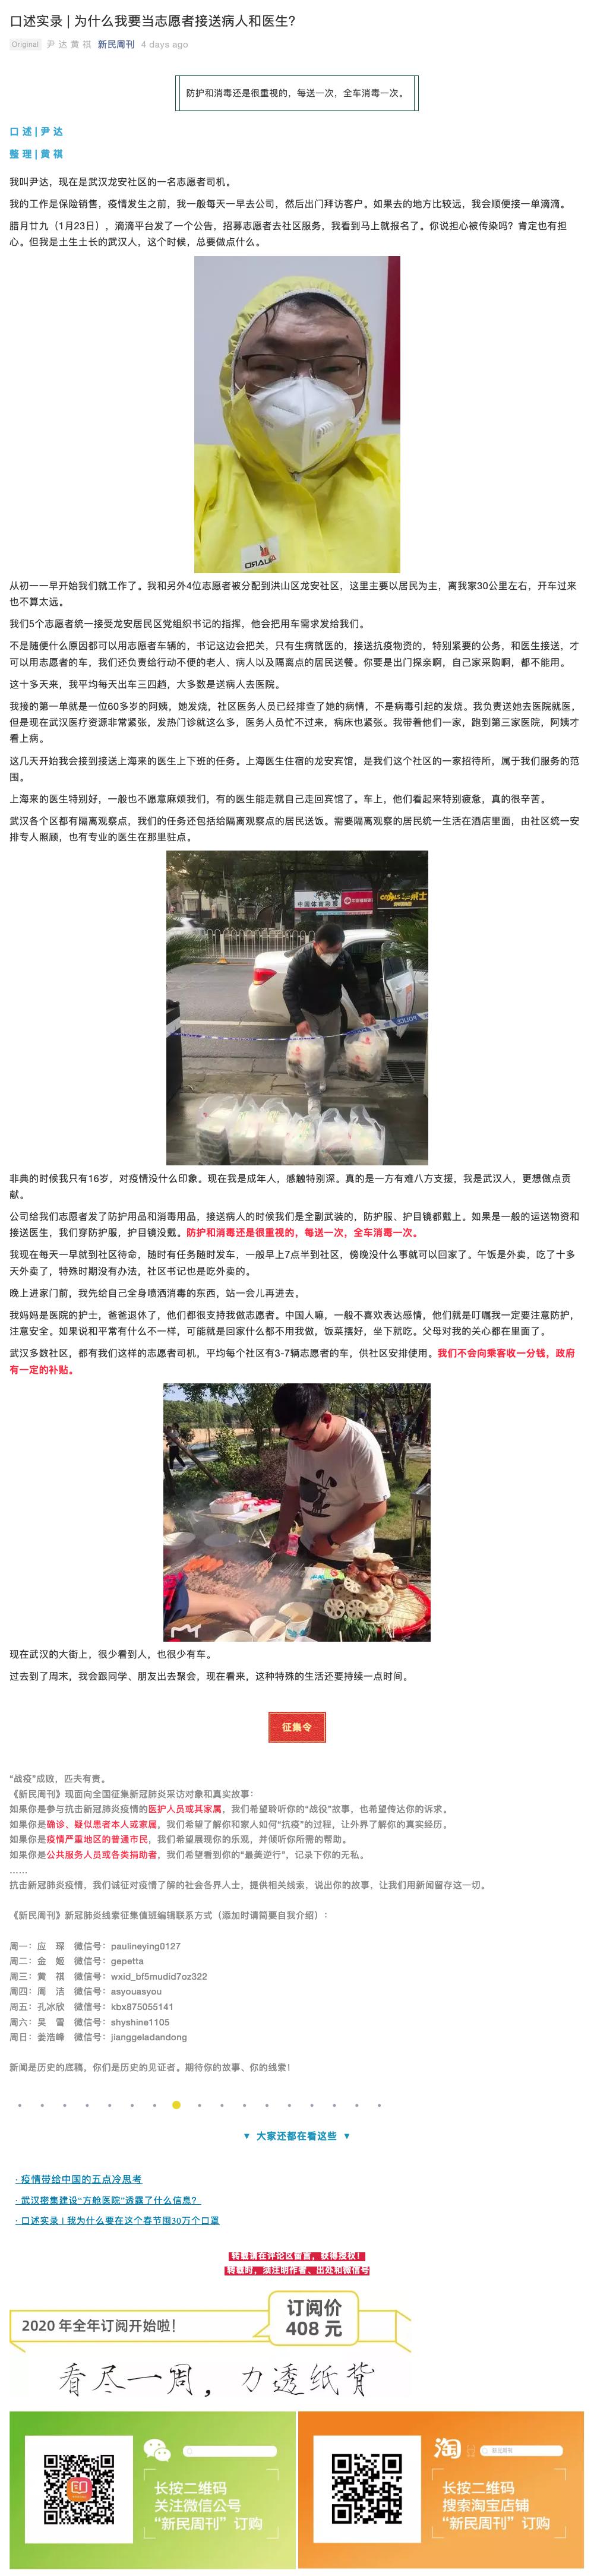 口述实录 | 为什么我要当志愿者接送病人和医生?
Original 尹 达 黄 祺 新民周刊 4 days ago
防护和消毒还是很重视的，每送一次，全车消毒一次。
口 述 | 尹 达
整 理 | 黄 祺
我叫尹达，现在是武汉龙安社区的一名志愿者司机。
我的工作是保险销售，疫情发生之前，我一般每天一早去公司，然后出门拜访客户。如果去的地方比较远，我会顺便接一单滴滴。
腊月廿九（1月23日），滴滴平台发了一个公告，招募志愿者去社区服务，我看到马上就报名了。你说担心被传染吗？肯定也有担
心。但我是土生土长的武汉人，这个时候，总要做点什么。
从初一一早开始我们就工作了。我和另外4位志愿者被分配到洪山区龙安社区，这里主要以居民为主，离我家30公里左右，开车过来
也不算太远。
我们5个志愿者统一接受龙安居民区党组织书记的指挥，他会把用车需求发给我们。
不是随便什么原因都可以用志愿者车辆的，书记这边会把关，只有生病就医的，接送抗疫物资的，特别紧要的公务，和医生接送，才
可以用志愿者的车，我们还负责给行动不便的老人、病人以及隔离点的居民送餐。你要是出门探亲啊，自己家采购啊，都不能用。
这十多天来，我平均每天出车三四趟，大多数是送病人去医院。
我接的第一单就是一位60多岁的阿姨，她发烧，社区医务人员已经排查了她的病情，不是病毒引起的发烧。我负责送她去医院就医，
但是现在武汉医疗资源非常紧张，发热门诊就这么多，医务人员忙不过来，病床也紧张。我带着他们一家，跑到第三家医院，阿姨才
看上病。
这几天开始我会接到接送上海来的医生上下班的任务。上海医生住宿的龙安宾馆，是我们这个社区的一家招待所，属于我们服务的范
围。
上海来的医生特别好，一般也不愿意麻烦我们，有的医生能走就自己走回宾馆了。车上，他们看起来特别疲惫，真的很辛苦。
武汉各个区都有隔离观察点，我们的任务还包括给隔离观察点的居民送饭。需要隔离观察的居民统一生活在酒店里面，由社区统一安
排专人照顾，也有专业的医生在那里驻点。
中国体育彩票
POLICE
非典的时候我只有16岁，对疫情没什么印象。现在我是成年人，感触特别深。真的是一方有难八方支援，我是武汉人，更想做点贡
献。
公司给我们志愿者发了防护用品和消毒用品，接送病人的时候我们是全副武装的，防护服、护目镜都戴上。如果是一般的运送物资和
接送医生，我们穿防护服，护目镜没戴。防护和消毒还是很重视的，每送一次，全车消毒一次。
我现在每天一早就到社区待命，随时有任务随时发车，一般早上7点半到社区，傍晚没什么事就可以回家了。午饭是外卖，吃了十多
天外卖了，特殊时期没有办法，社区书记也是吃外卖的。
晚上进家门前，我先给自己全身喷洒消毒的东西，站一会儿再进去。
我妈妈是医院的护士，爸爸退休了，他们都很支持我做志愿者。中国人嘛，一般不喜欢表达感情，他们就是叮嘱我一定要注意防护，
注意安全。如果说和平常有什么不一样，可能就是回家什么都不用我做，饭菜摆好，坐下就吃。父母对我的关心都在里面了。
武汉多数社区，都有我们这样的志愿者司机，平均每个社区有3-7辆志愿者的车，供社区安排使用。我们不会向乘客收一分钱，政府
有一定的补贴。
现在武汉的大街上，很少看到人，也很少有车。
过去到了周末，我会跟同学、朋友出去聚会，现在看来，这种特殊的生活还要持续一点时间。
征集令
“战疫”成败，匹夫有责。
《新民周刊》现面向全国征集新冠肺炎采访对象和真实故事：
如果你是参与抗击新冠肺炎疫情的医护人员或其家属，我们希望聆听你的“战役”故事，也希望传达你的诉求。
如果你是确诊、疑似患者本人或家属，我们希望了解你和家人如何“抗疫”的过程，让外界了解你的真实经历。
如果你是疫情严重地区的普通市民，我们希望展现你的乐观，并倾听你所需的帮助。
如果你是公共服务人员或各类捐助者，我们希望看到你的“最美逆行”，记录下你的无私。
……
抗击新冠肺炎疫情，我们诚征对疫情了解的社会各界人士，提供相关线索，说出你的故事，让我们用新闻留存这一切。
《新民周刊》新冠肺炎线索征集值班编辑联系方式（添加时请简要自我介绍）：
周一：应 琛 微信号：paulineying0127
周二：金 姬 微信号：gepetta
周三：黄 祺 微信号：wxid_bf5mudid7oz322
周四：周 洁 微信号：asyouasyou
周五：孔冰欣 微信号：kbx875055141
周六：吴 雪 微信号：shyshine1105
周日：姜浩峰 微信号：jianggeladandong
新闻是历史的底稿，你们是历史的见证者。期待你的故事、你的线索！
▼ 大家还都在看这些 ▼
· 疫情带给中国的五点冷思考
· 武汉密集建设“方舱医院”透露了什么信息？
· 口述实录 l 我为什么要在这个春节囤30万个口罩
转载请在评论区留言，获得授权！
转载时，须注明作者、出处和微信号
2020 年全年订阅开始啦！
订阅价
408 元
看尽一周，力透纸背
长按二维码
关注微信公号
“新民周刊” 订购
淘
新民周刊
长按二维码
搜索淘宝店铺
“新民周刊” 订购